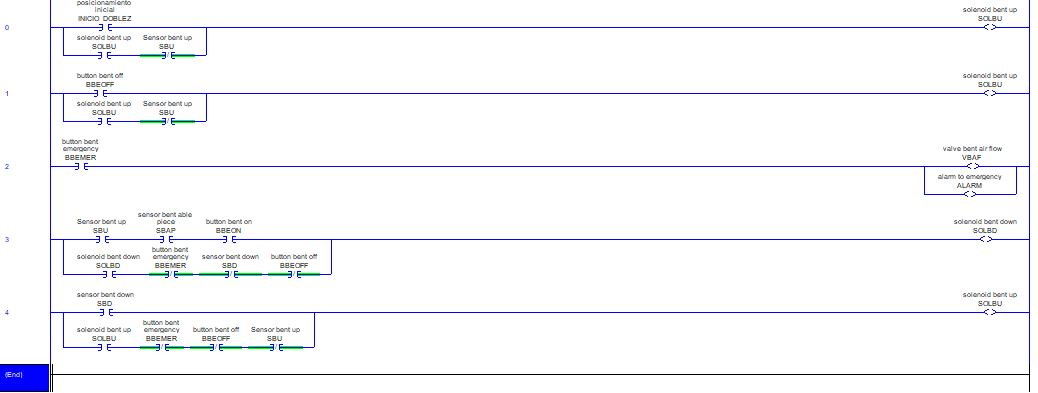 posicionamiento
inicial
INICIO_DOBLEZ
solenoid bent up
SOLBU
0
solenoid bent up
SOLBU
Sensor bent up
SBU
button bent off
BBEOFF
solenoid bent up
SOLBU
1
solenoid bent up
SOLBU
Sensor bent up
SBU
button bent
emergency
BBEMER
valve bent air flow
VBAF
2
alarm to emergency
ALARM
Sensor bent up
SBU
sensor bent able
piece
SBAP
button bent on
BBEON
solenoid bent down
SOLBD
3
solenoid bent down
SOLBD
button bent
emergency
BBEMER
sensor bent down
SBD
button bent off
BBEOFF
sensor bent down
SBD
solenoid bent up
SOLBU
4
solenoid bent up
SOLBU
button bent
emergency
BBEMER
button bent off
BBEOFF
Sensor bent up
SBU
(End)